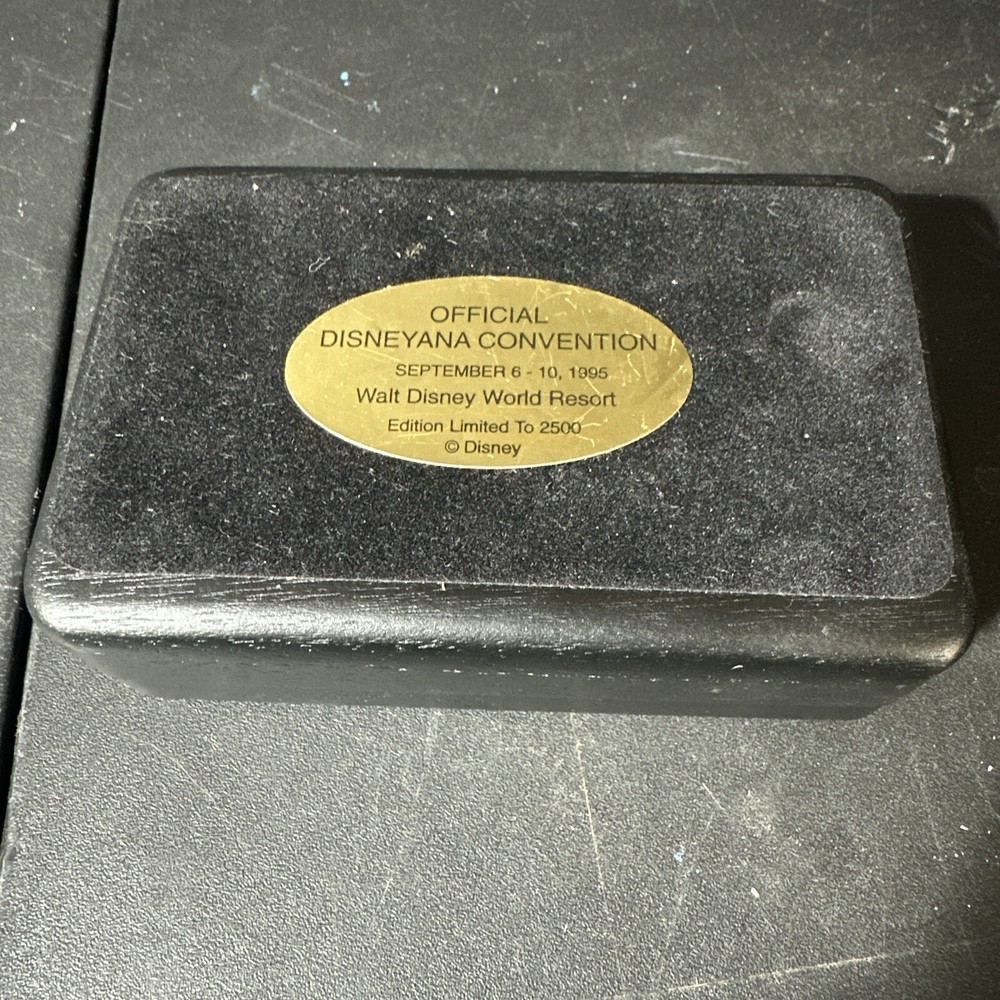 OFFICIAL
DISNEYANA CONVENTION
SEPTEMBER 6 - 10, 1995
Walt Disney World Resort
Edition Limited To 2500
© Disney